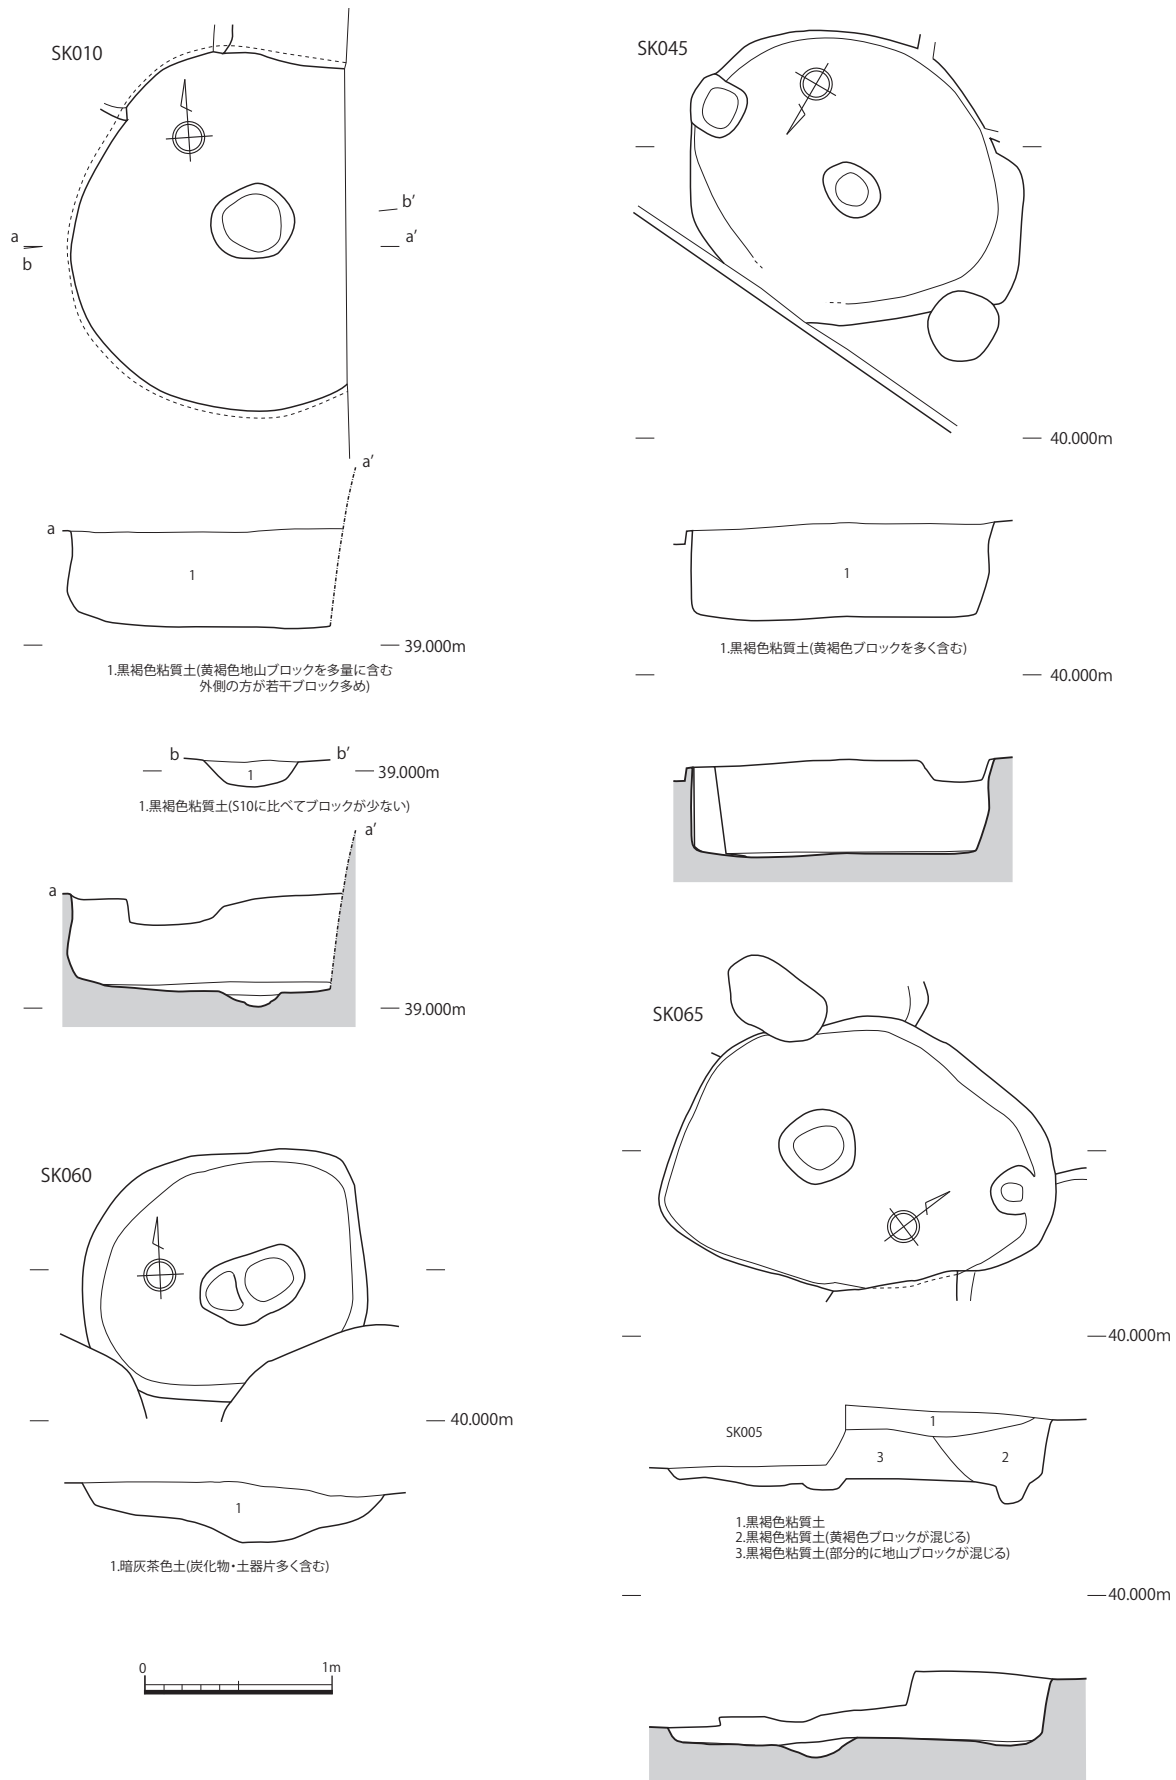 SK010
a
b
b'
a'
a'
a
1
39.000m
1.黒褐色粘質土(黄褐色地山ブロックを多量に含む
外側の方が若干ブロック多め)
b
b'
1
39.000m
1.黒褐色粘質土(S10に比べてブロックが少ない)
a'
a
39.000m
SK045
40.000m
1
1.黒褐色粘質土(黄褐色ブロックを多く含む)
40.000m
SK060
40.000m
1
1.暗灰茶色土(炭化物・土器片多く含む)
0
1m
SK065
40.000m
SK005
1
3
2
1.黒褐色粘質土
2.黒褐色粘質土(黄褐色ブロックが混じる)
3.黒褐色粘質土(部分的に地山ブロックが混じる)
40.000m